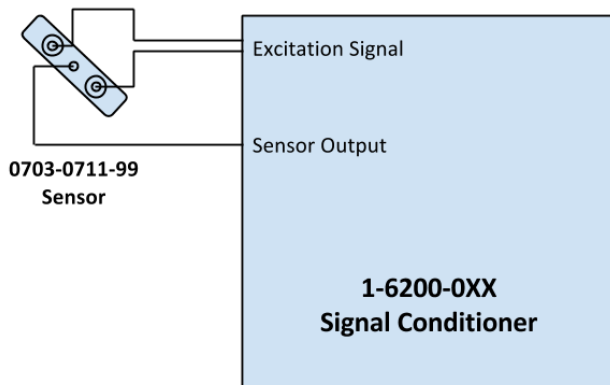 Excitation Signal
Sensor Output
0703-0711-99
Sensor
1-6200-0XX
Signal Conditioner